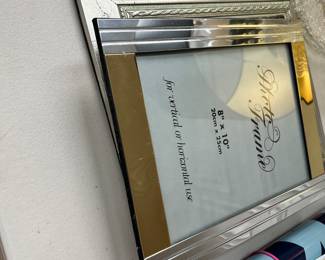 Photo
Frame
8" x 10"
20cm x 25cm
for vertical or horizontal use